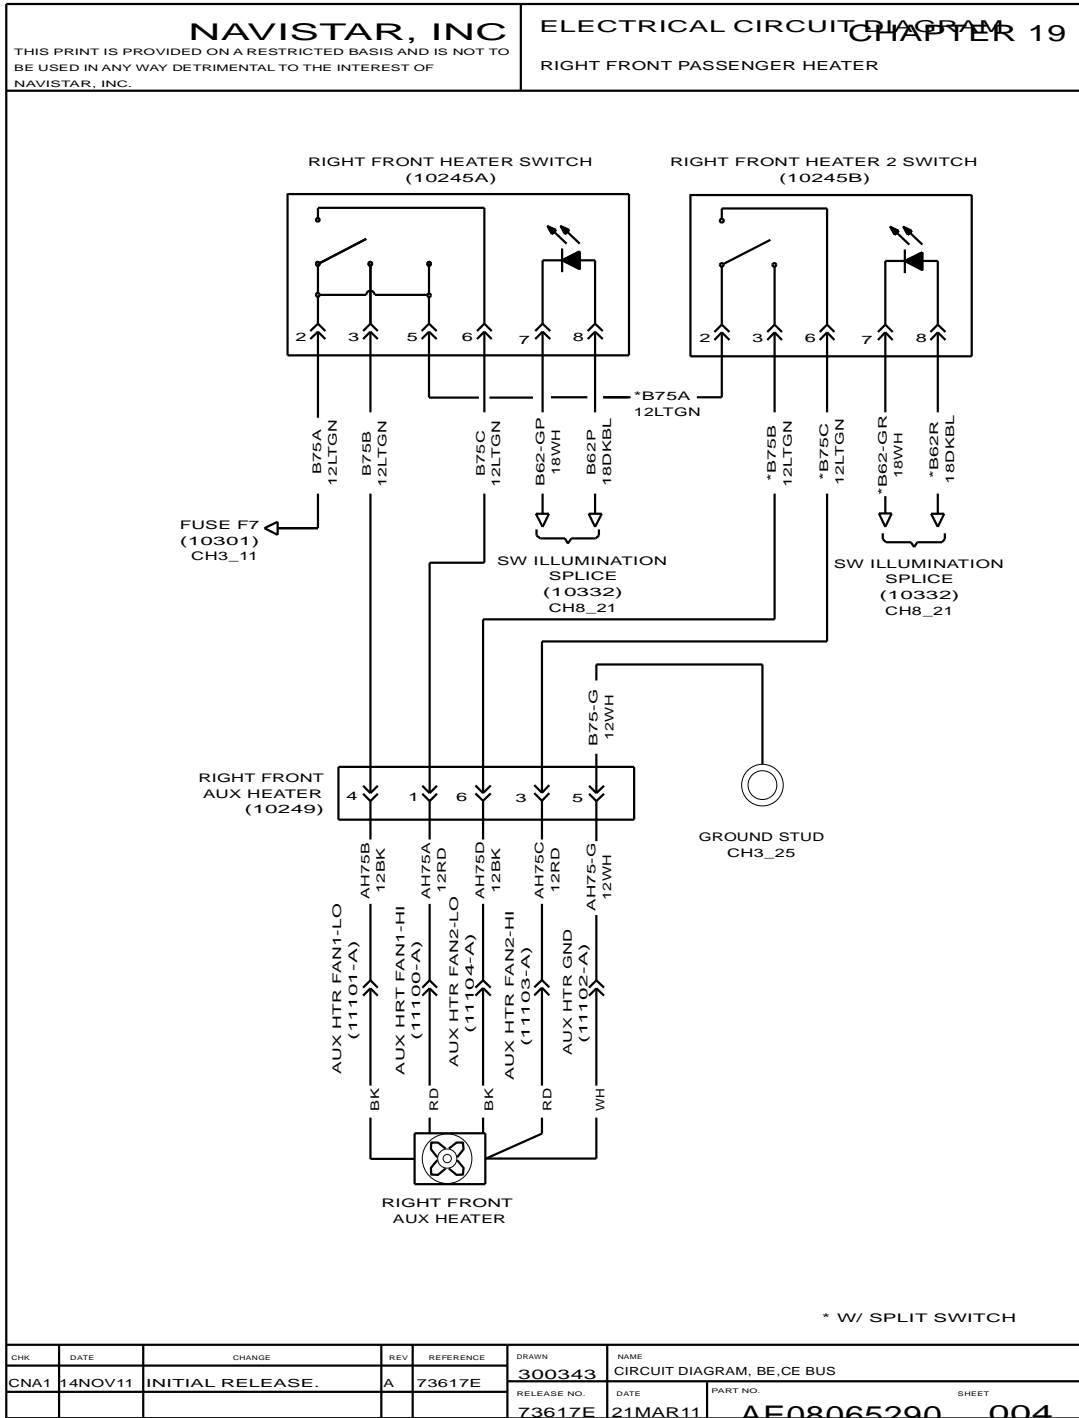 NAVISTAR, INC
THIS PRINT IS PROVIDED ON A RESTRICTED BASIS AND IS NOT TO
BE USED IN ANY WAY DETRIMENTAL TO THE INTEREST OF
NAVISTAR, INC.
ELECTRICAL CIRCUIT DIAGRAM
CHAPTER 19
RIGHT FRONT PASSENGER HEATER
RIGHT FRONT HEATER SWITCH
(10245A)
RIGHT FRONT HEATER 2 SWITCH
(10245B)
2 3 5 6 7 8
2 3 6 7 8
*B75A
12LTGN
B75A
12LTGN
B75B
12LTGN
B75C
12LTGN
B62-GP
18WH
B62P
18DKBL
*B75B
12LTGN
*B75C
12LTGN
*B62-GR
18WH
*B62R
18DKBL
FUSE F7
(10301)
CH3_11
SW ILLUMINATION
SPLICE
(10332)
CH8_21
SW ILLUMINATION
SPLICE
(10332)
CH8_21
B75-G
12WH
RIGHT FRONT
AUX HEATER
(10249)
4 1 6 3 5
GROUND STUD
CH3_25
AH75B
12BK
AH75A
12RD
AH75D
12BK
AH75C
12RD
AH75-G
12WH
AUX HTR FAN1-LO
(11101-A)
AUX HRT FAN1-HI
(11100-A)
AUX HTR FAN2-LO
(11104-A)
AUX HTR FAN2-HI
(11103-A)
AUX HTR GND
(11102-A)
BK
RD
BK
RD
WH
RIGHT FRONT
AUX HEATER
* W/ SPLIT SWITCH
CHK DATE CHANGE REV REFERENCE
CNA1 14NOV11 INITIAL RELEASE. A 73617E
DRAWN
300343
NAME
CIRCUIT DIAGRAM, BE,CE BUS
RELEASE NO.
73617E
DATE
21MAR11
PART NO.
AE08065290
SHEET
004